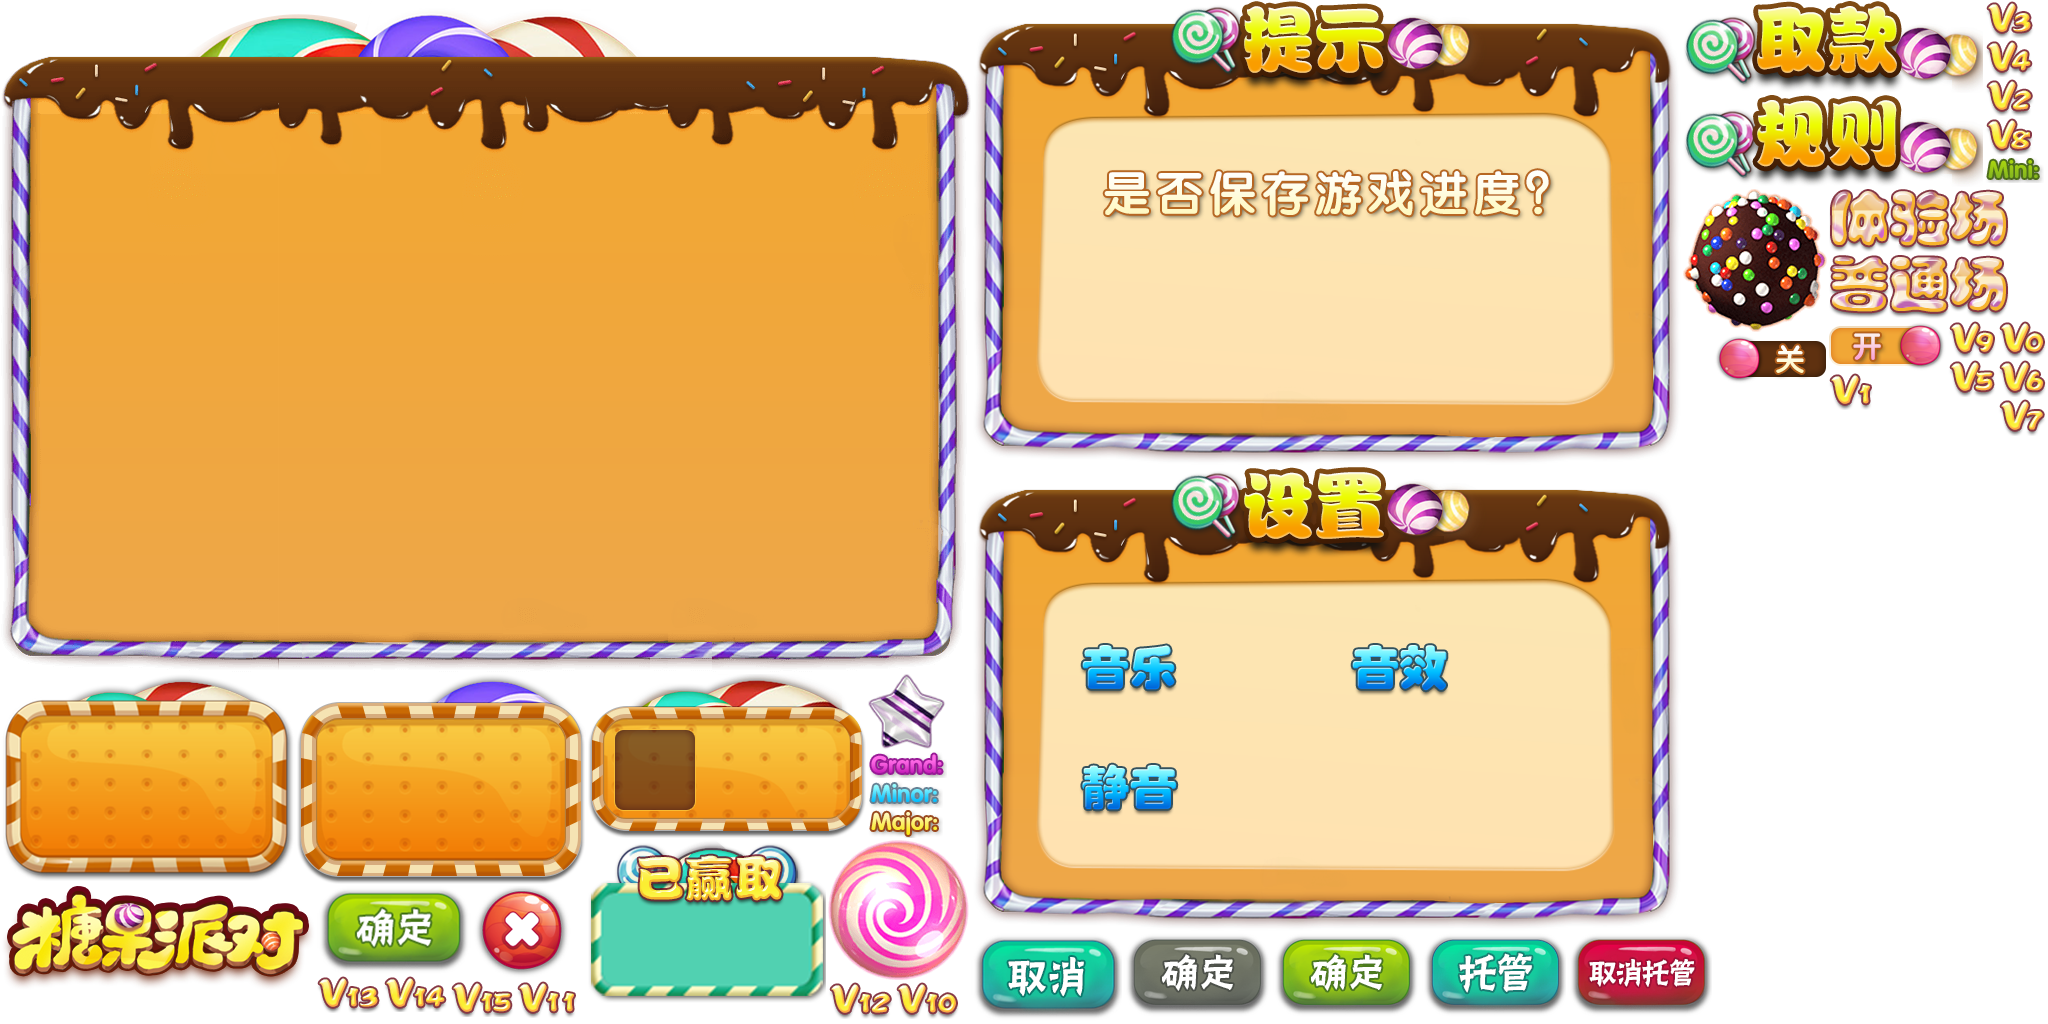 提示
是否保存游戏进度?
取款
规则
V3
V4
V2
V8
Mini:
体验场
普通场
关
开
V9 V0
V5 V6
V1
V7
设置
音乐
音效
静音
Grand:
Minor:
Major:
糖果派对
确定
已赢取
V13 V14 V15 V11
V12 V10
取消
确定
确定
托管
取消托管